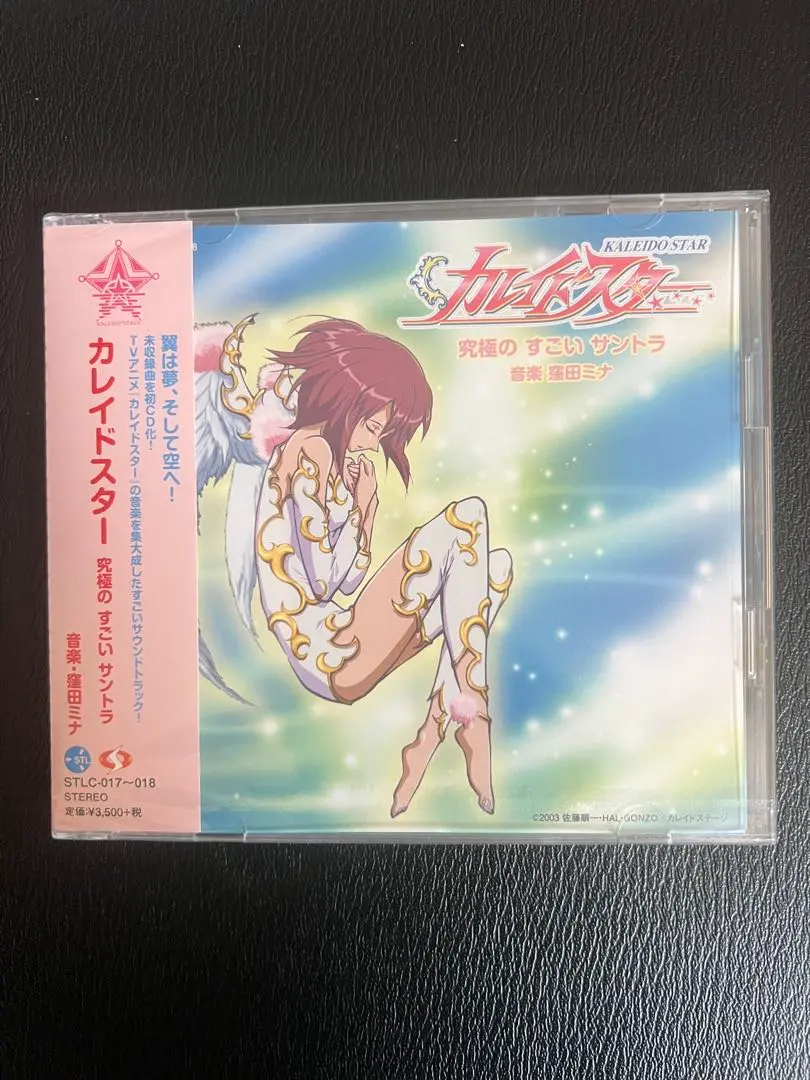 KALEIDO STAGE
カレイドスター 究極の すごい サントラ
音楽・窪田ミナ
翼は夢、そして空へ!
未収録曲を初CD化!
TVアニメ「カレイドスター」の音楽を集大成したすごいサウンドトラック!
STL
STLC-017～018
STEREO
定価:¥3,500+税
KALEIDO STAR
カレイドスター
究極の すごい サントラ
音楽 窪田ミナ
©2003 佐藤順一・HAL・GONZO/カレイドステージ